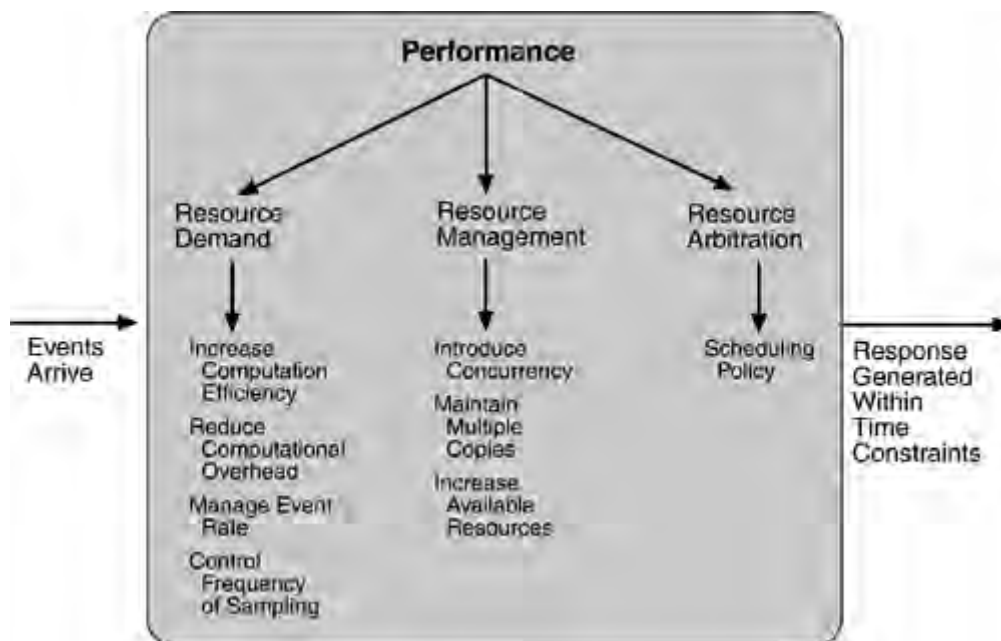 Performance
Resource
Demand
Resource
Management
Resource
Arbitration
Events
Arrive
Increase
Computation
Efficiency
Reduce
Computational
Overhead
Manage Event
Rate
Control
Frequency
of Sampling
Introduce
Concurrency
Maintain
Multiple
Copies
Increase
Available
Resources
Scheduling
Policy
Response
Generated
Within
Time
Constraints